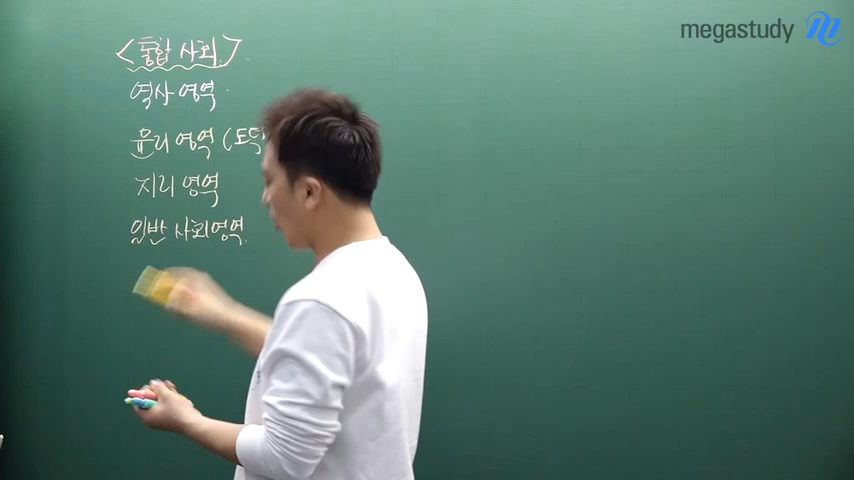 <통합 사회>
megastudy
역사 영역
윤리 영역 (도덕
지리 영역
일반 사회 영역.